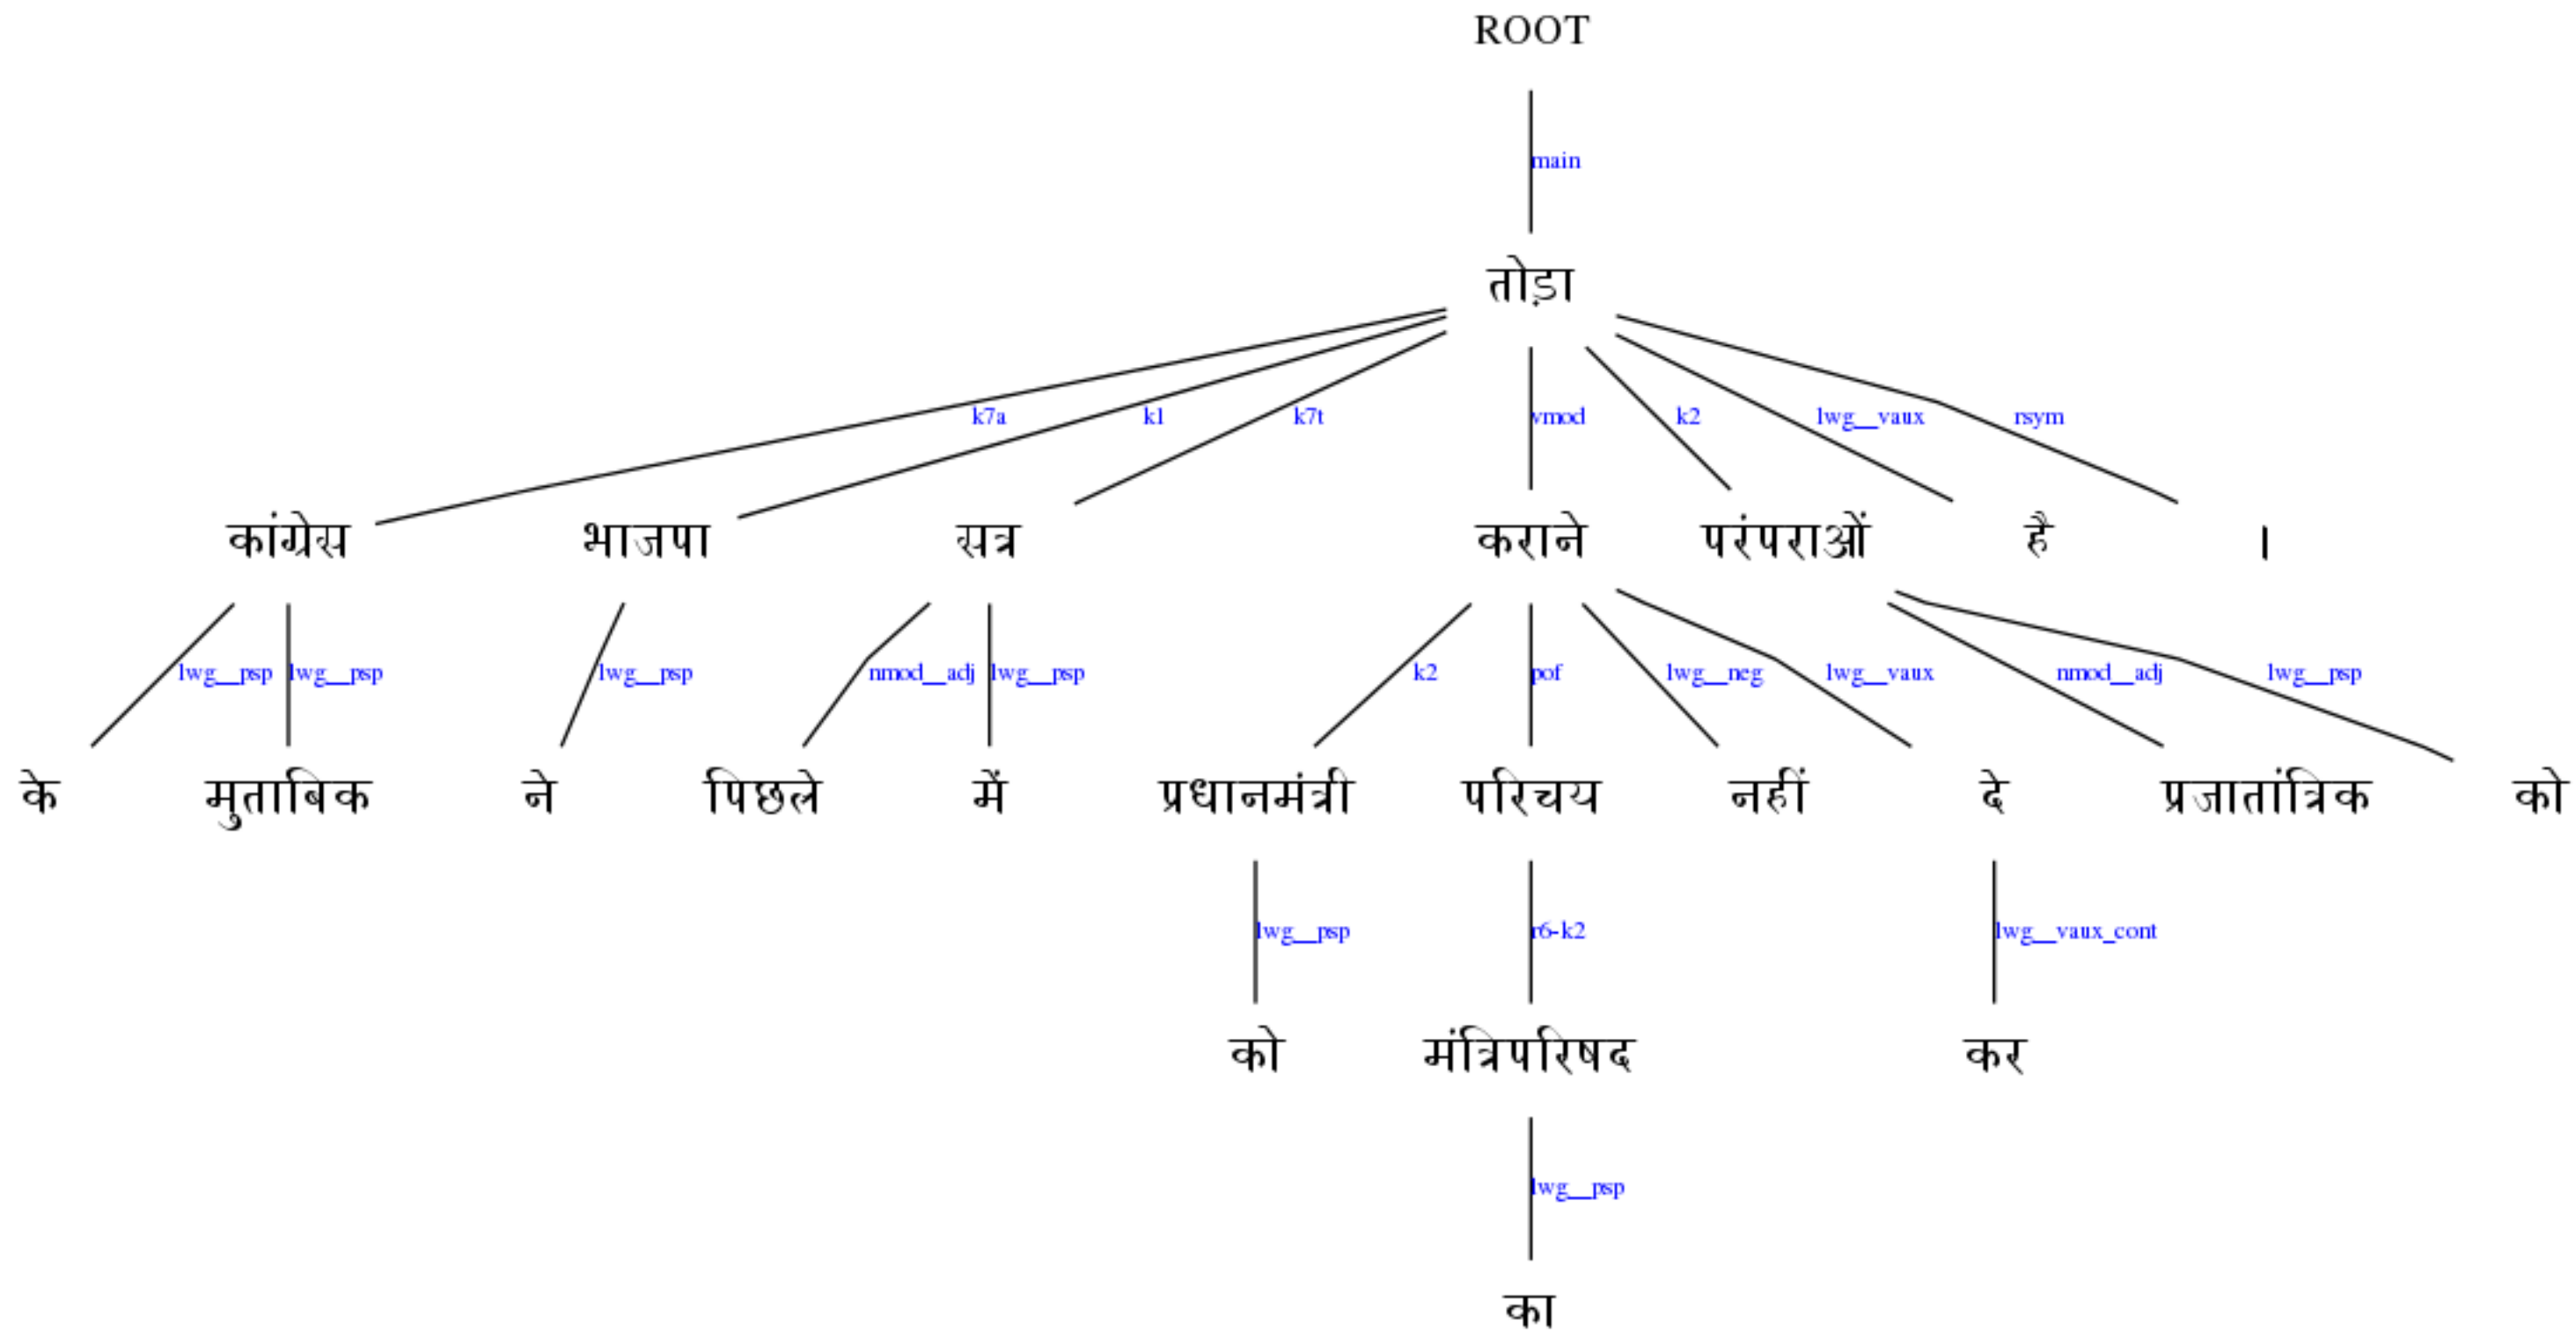 ROOT
main
तोड़ा
k7a k1 k7t vmod k2 lwg__vaux rsym
कांग्रेस भाजपा सत्र कराने परंपराओं है ।
lwg__psp lwg__psp lwg__psp nmod__adj lwg__psp k2 pof lwg__neg lwg__vaux nmod__adj lwg__psp
के मुताबिक ने पिछले में प्रधानमंत्री परिचय नहीं दे प्रजातांत्रिक को
lwg__psp r6-k2 lwg__vaux_cont
को मंत्रिपरिषद कर
lwg__psp
का